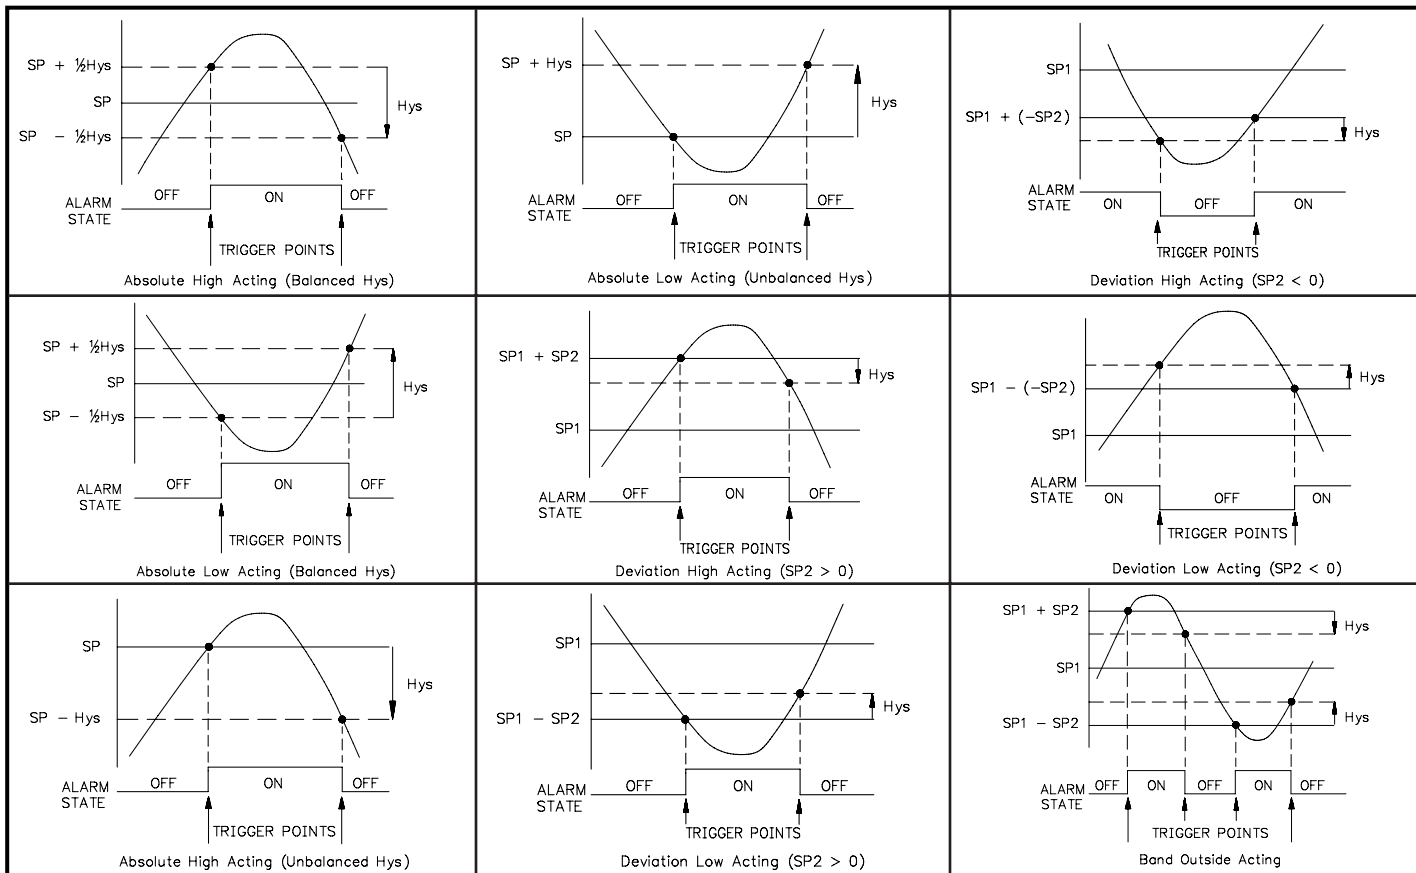 SP + ½Hys
SP
SP - ½Hys
Hys
OFF
ON
OFF
ALARM
STATE
TRIGGER POINTS
Absolute High Acting (Balanced Hys)
SP + Hys
SP
Hys
OFF
ON
OFF
ALARM
STATE
TRIGGER POINTS
Absolute Low Acting (Unbalanced Hys)
SP1
SP1 + (-SP2)
Hys
ALARM
STATE
ON
OFF
ON
TRIGGER POINTS
Deviation High Acting (SP2 < 0)
SP + ½Hys
SP
SP - ½Hys
Hys
OFF
ON
OFF
ALARM
STATE
TRIGGER POINTS
Absolute Low Acting (Balanced Hys)
SP1 + SP2
Hys
SP1
OFF
ON
OFF
ALARM
STATE
TRIGGER POINTS
Deviation High Acting (SP2 > 0)
SP1 - (-SP2)
Hys
SP1
ALARM
STATE
ON
OFF
ON
TRIGGER POINTS
Deviation Low Acting (SP2 < 0)
SP
Hys
SP - Hys
OFF
ON
OFF
ALARM
STATE
TRIGGER POINTS
Absolute High Acting (Unbalanced Hys)
SP1
SP1 - SP2
Hys
OFF
ON
OFF
ALARM
STATE
TRIGGER POINTS
Deviation Low Acting (SP2 > 0)
SP1 + SP2
Hys
SP1
SP1 - SP2
Hys
OFF
ON
OFF
ON
OFF
ALARM
STATE
TRIGGER POINTS
Band Outside Acting